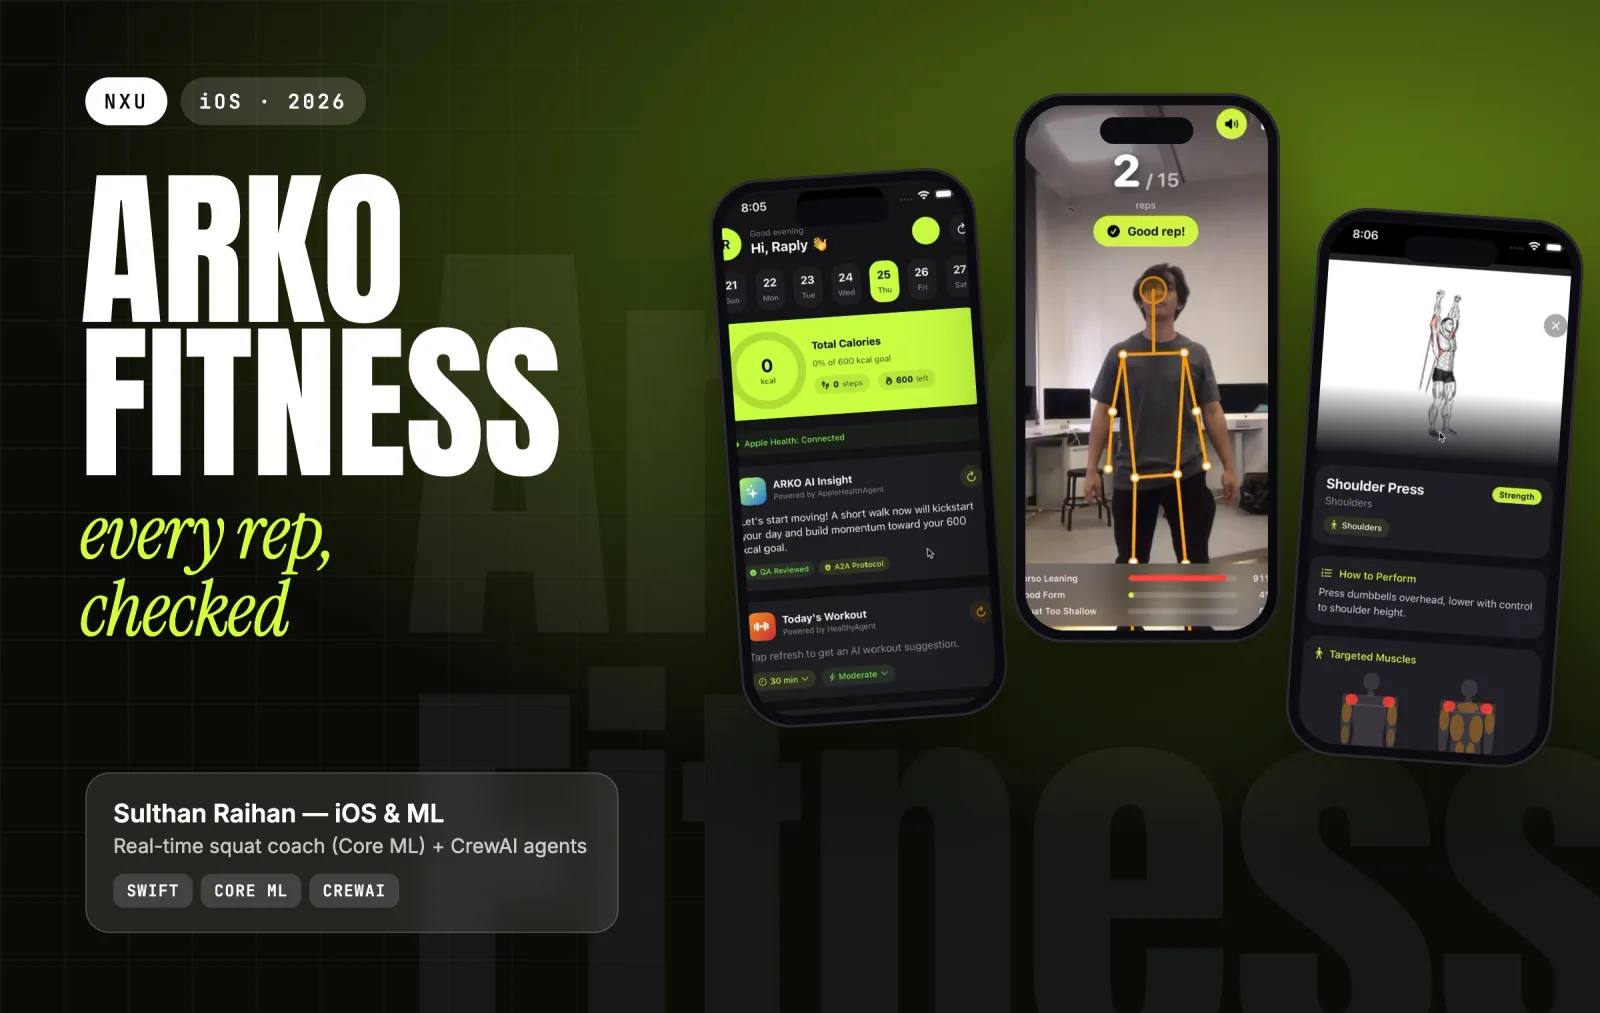 NXU
iOS · 2026
ARKO
FITNESS
every rep,
checked
Sulthan Raihan — iOS & ML
Real-time squat coach (Core ML) + CrewAI agents
SWIFT
CORE ML
CREWAI
8:05
R
Good evening
Hi, Raply 👋
21 22 23 24 25 26 27
Sun Mon Tue Wed Thu Fri Sat
0
kcal
Total Calories
0% of 600 kcal goal
0 steps
600 left
Apple Health: Connected
ARKO AI Insight
Powered by AppleHealthAgent
Let's start moving! A short walk now will kickstart
your day and build momentum toward your 600
kcal goal.
QA Reviewed
A2A Protocol
Today's Workout
Powered by HealthyAgent
Tap refresh to get an AI workout suggestion.
30 min
Moderate
2 / 15
reps
Good rep!
orso Leaning 91%
ood Form 4%
uat Too Shallow
8:06
Shoulder Press
Shoulders
Strength
Shoulders
How to Perform
Press dumbbells overhead, lower with control
to shoulder height.
Targeted Muscles
Arko
Fitness